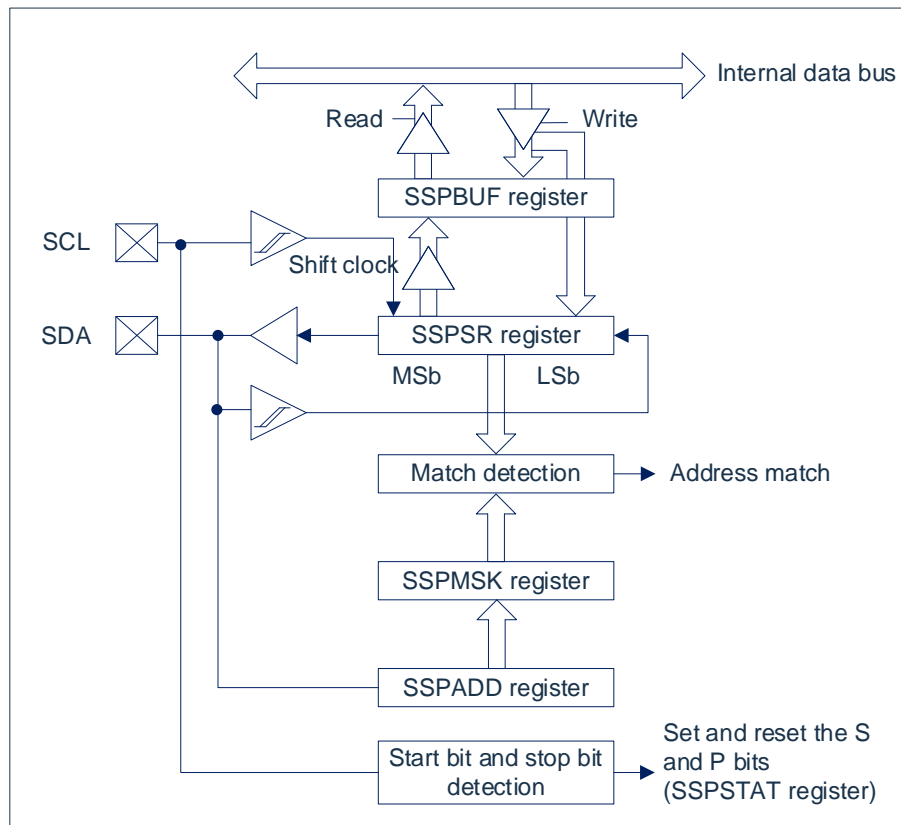 Internal data bus
Read
Write
SSPBUF register
SCL
Shift clock
SDA
SSPSR register
MSb
LSb
Match detection
Address match
SSPMSK register
SSPADD register
Start bit and stop bit
detection
Set and reset the S
and P bits
(SSPSTAT register)